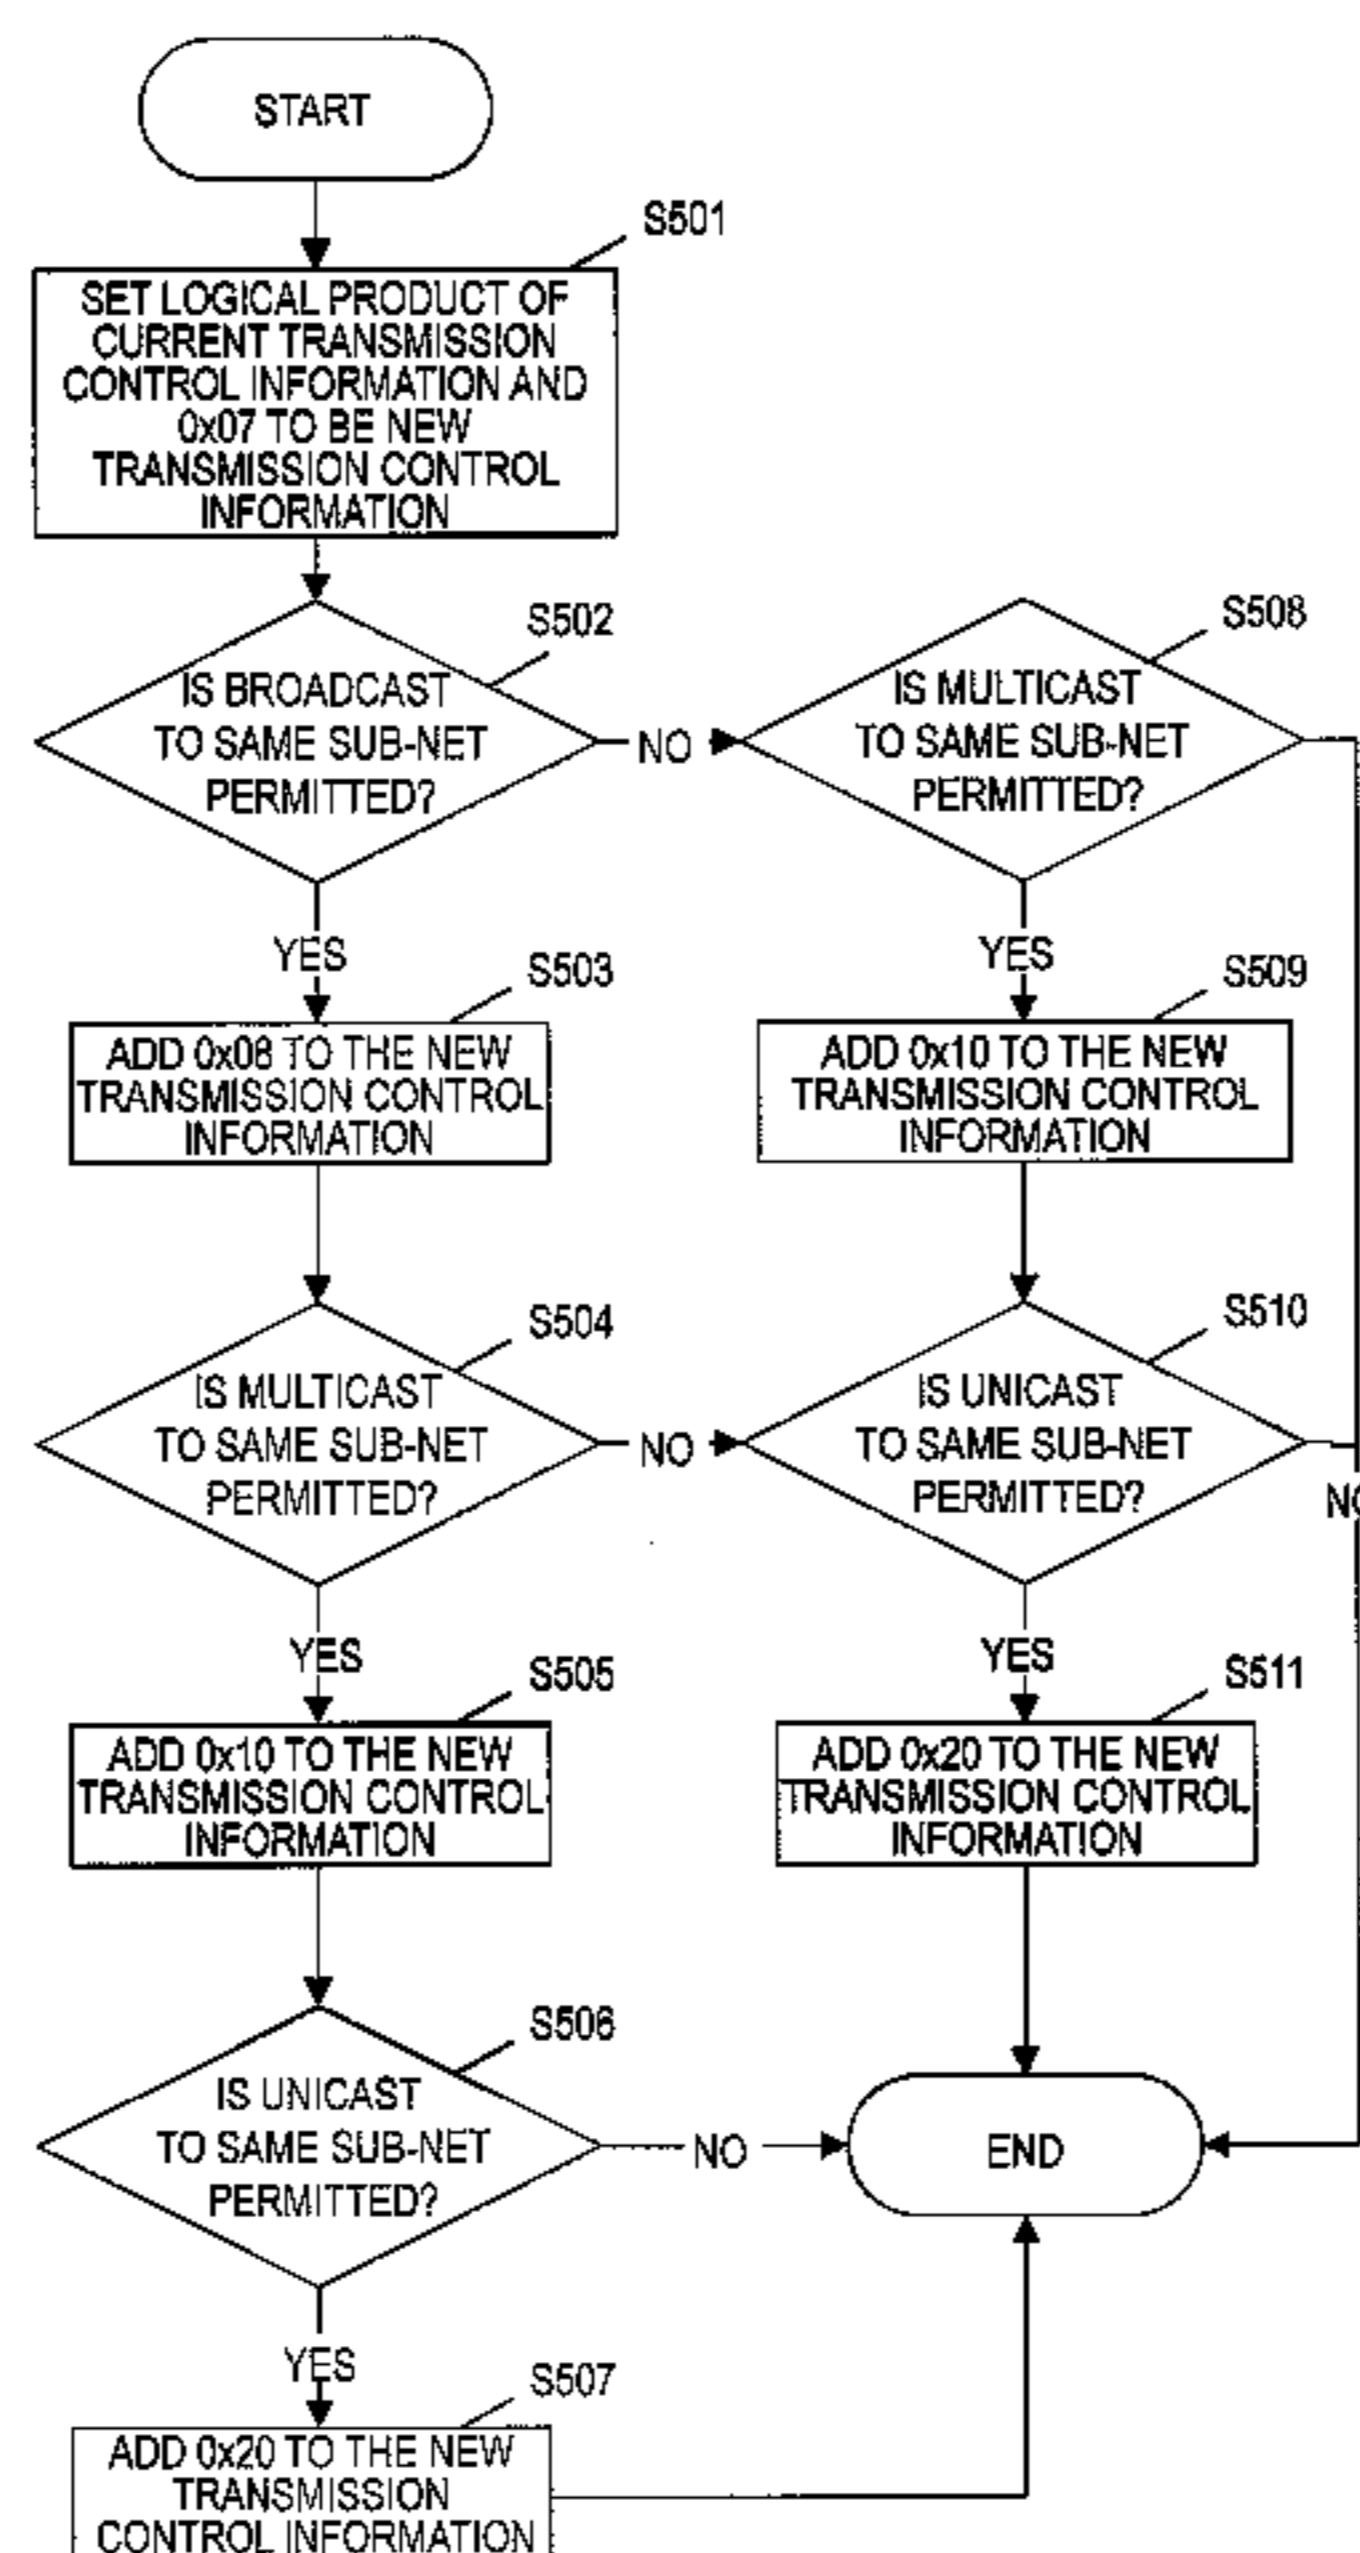 START
S501
SET LOGICAL PRODUCT OF
CURRENT TRANSMISSION
CONTROL INFORMATION AND
0x07 TO BE NEW
TRANSMISSION CONTROL
INFORMATION
S502
IS BROADCAST
TO SAME SUB-NET
PERMITTED?
NO
S508
IS MULTICAST
TO SAME SUB-NET
PERMITTED?
YES
YES
S503
ADD 0x08 TO THE NEW
TRANSMISSION CONTROL
INFORMATION
S509
ADD 0x10 TO THE NEW
TRANSMISSION CONTROL
INFORMATION
S504
IS MULTICAST
TO SAME SUB-NET
PERMITTED?
NO
S510
IS UNICAST
TO SAME SUB-NET
PERMITTED?
NO
YES
YES
S505
ADD 0x10 TO THE NEW
TRANSMISSION CONTROL
INFORMATION
S511
ADD 0x20 TO THE NEW
TRANSMISSION CONTROL
INFORMATION
S506
IS UNICAST
TO SAME SUB-NET
PERMITTED?
NO
END
YES
S507
ADD 0x20 TO THE NEW
TRANSMISSION
CONTROL INFORMATION